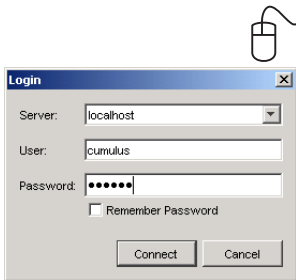 Login
Server: localhost
User: cumulus
Password: ●●●●●●
Remember Password
Connect Cancel